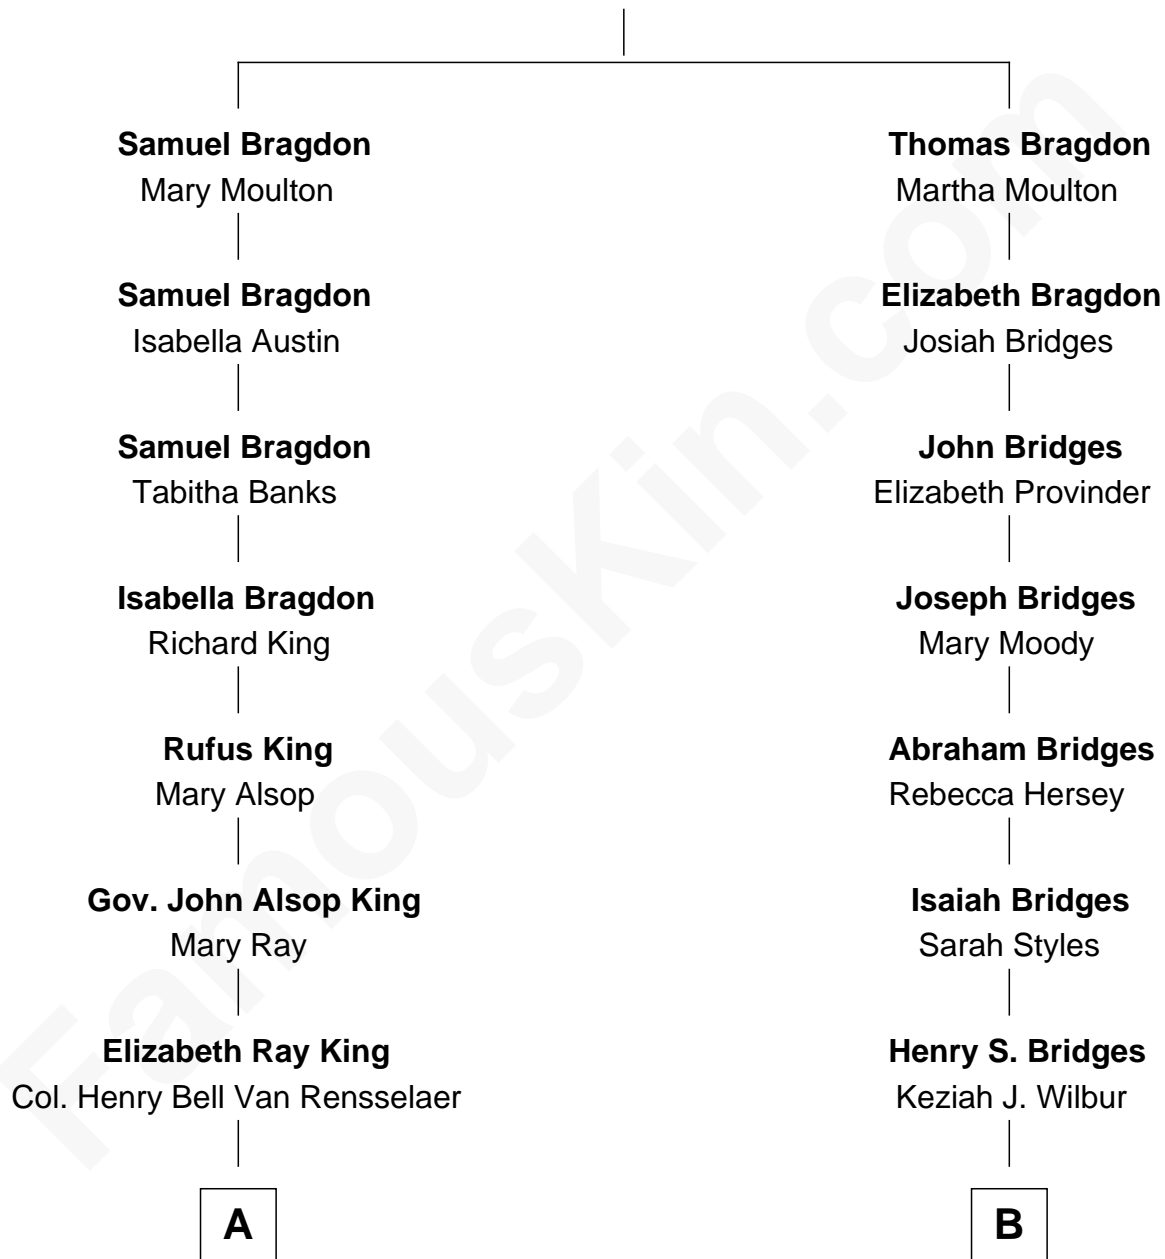 Samuel Bragdon
Mary Moulton
Samuel Bragdon
Isabella Austin
Samuel Bragdon
Tabitha Banks
Isabella Bragdon
Richard King
Rufus King
Mary Alsop
Gov. John Alsop King
Mary Ray
Elizabeth Ray King
Col. Henry Bell Van Rensselaer
A
Thomas Bragdon
Martha Moulton
Elizabeth Bragdon
Josiah Bridges
John Bridges
Elizabeth Provinder
Joseph Bridges
Mary Moody
Abraham Bridges
Rebecca Hersey
Isaiah Bridges
Sarah Styles
Henry S. Bridges
Keziah J. Wilbur
B
FamousKin.com